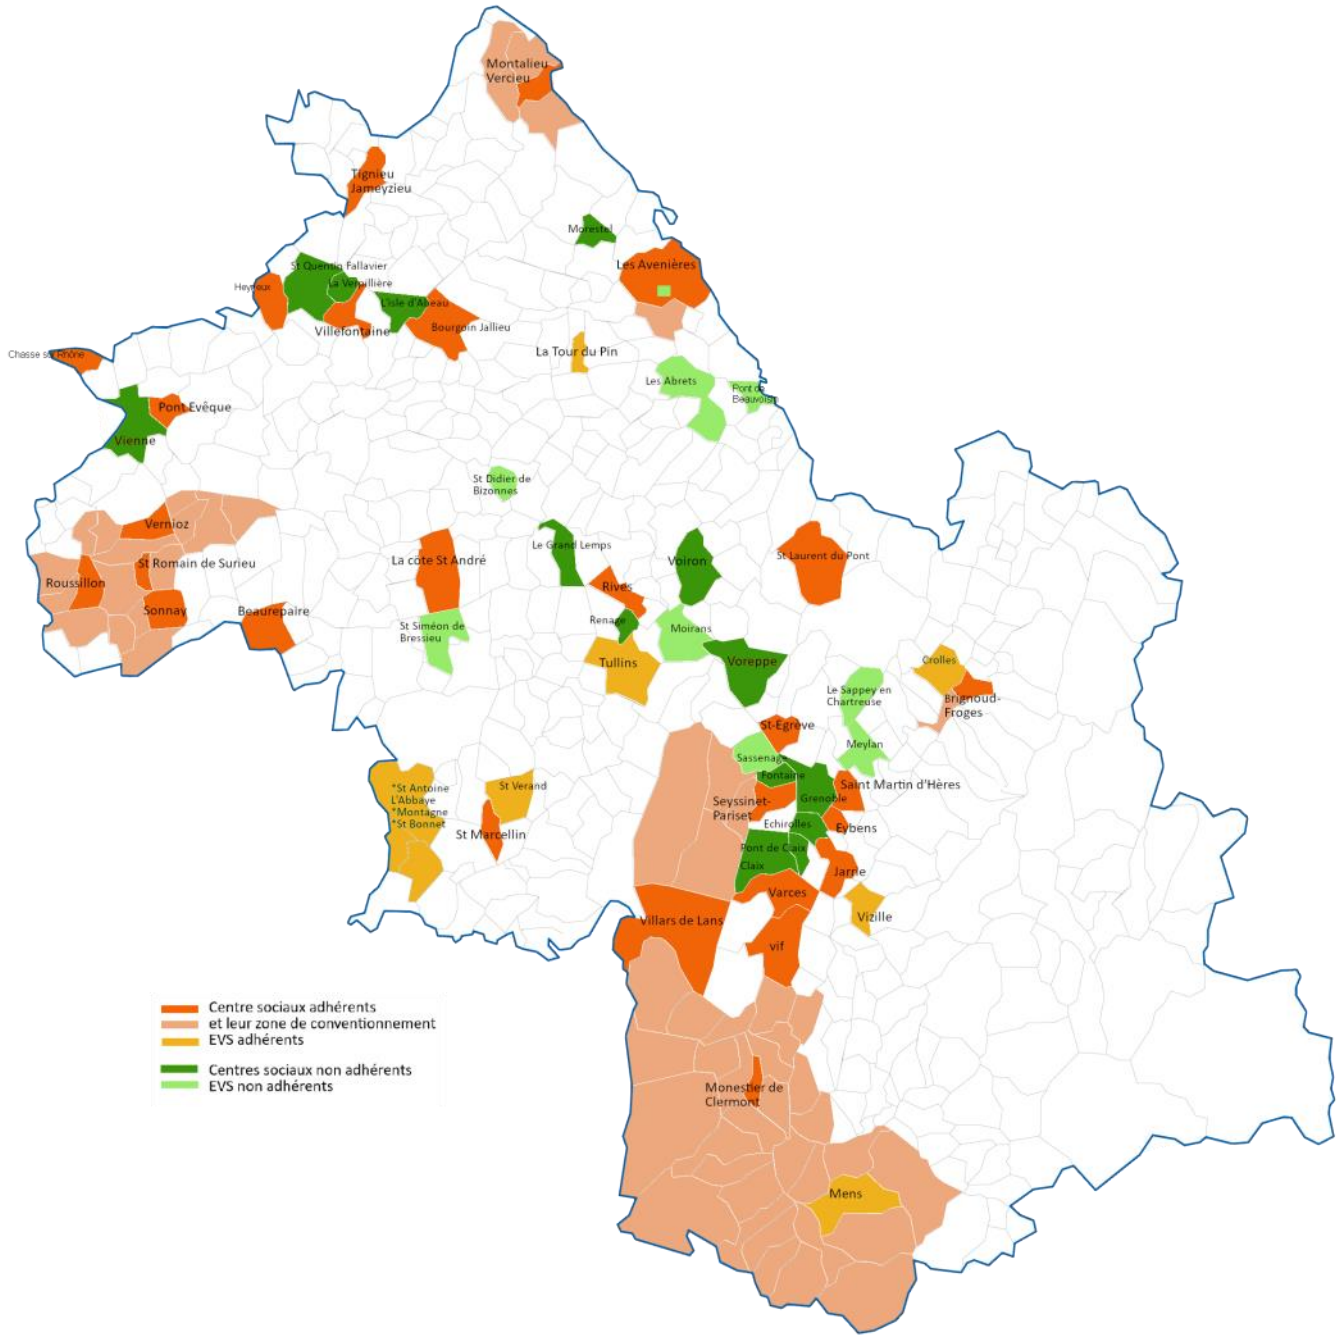 Montalieu
Vercieu
Tignieu
Jameyzieu
Morestel
St Quentin Fallavier
Les Avenières
La Verpillière
Heyrieux
L'isle d'Abeau
Bourgoin Jallieu
Villefontaine
Chasse sur Rhône
La Tour du Pin
Les Abrets
Pont de
Beauvoisin
Pont Evêque
Vienne
St Didier de
Bizonnes
Vernioz
Le Grand Lemps
St Laurent du Pont
La côte St André
Voiron
St Romain de Surieu
Roussillon
Rives
Sonnay
Beaurepaire
Renage
St Siméon de
Bressieu
Moirans
Tullins
Voreppe
Crolles
Le Sappey en
Chartreuse
Brignoud-
Froges
St-Egrève
Meylan
Sassenage
Fontaine
St Verand
*St Antoine
L'Abbaye
*Montagne
*St Bonnet
Saint Martin d'Hères
Grenoble
Seyssinet-
Pariset
Echirolles
Eybens
St Marcellin
Pont de Claix
Claix
Jarrie
Varces
Vizille
Villars de Lans
vif
Centre sociaux adhérents
et leur zone de conventionnement
EVS adhérents
Centres sociaux non adhérents
EVS non adhérents
Monestier de
Clermont
Mens